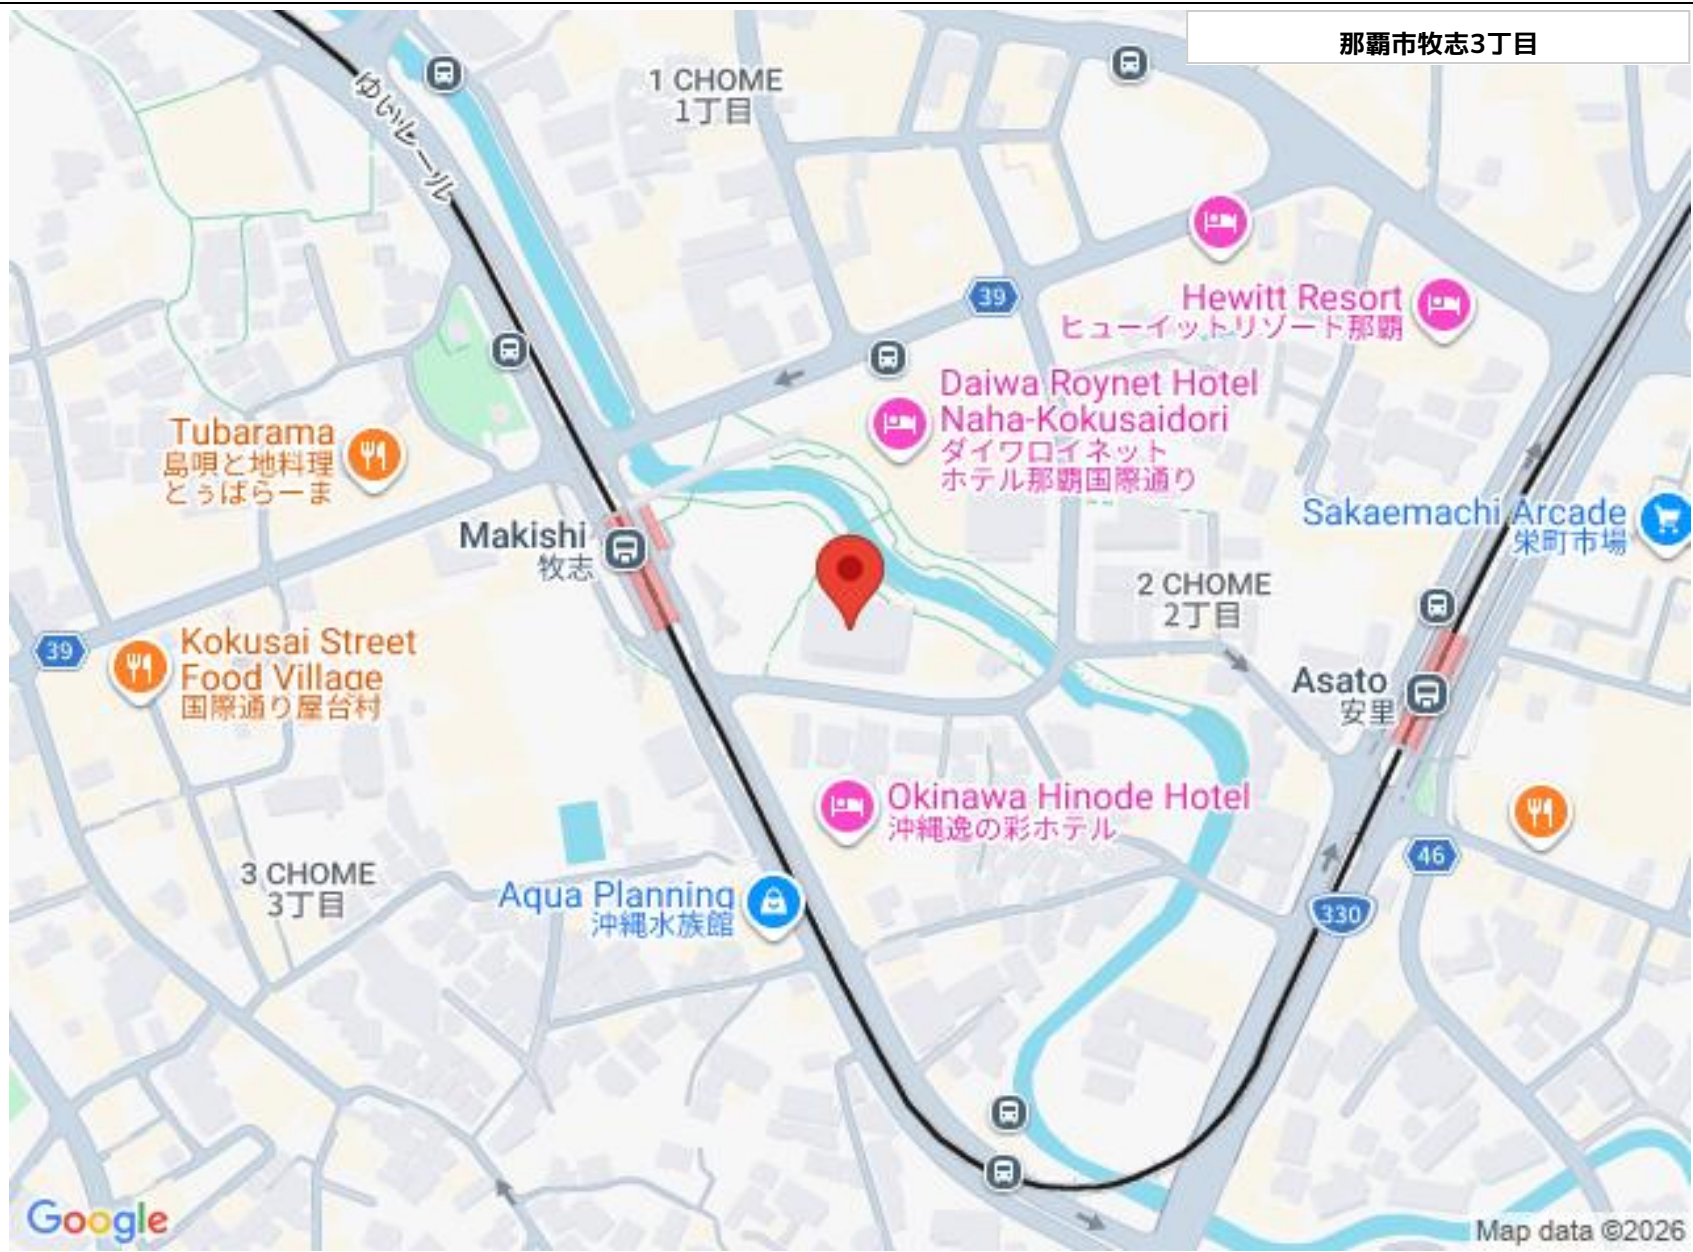 那覇市牧志3丁目
ゆいレール
1 CHOME
1丁目
39
Hewitt Resort
ヒューイットリゾート那覇
Daiwa Roynet Hotel
Naha-Kokusaidori
ダイワロイネット
ホテル那覇国際通り
Tubarama
島唄と地料理
とぅばらーま
Makishi
牧志
Sakaemachi Arcade
栄町市場
2 CHOME
2丁目
39
Kokusai Street
Food Village
国際通り屋台村
Asato
安里
Okinawa Hinode Hotel
沖縄逸の彩ホテル
46
3 CHOME
3丁目
Aqua Planning
沖縄水族館
330
Google
Map data ©2026